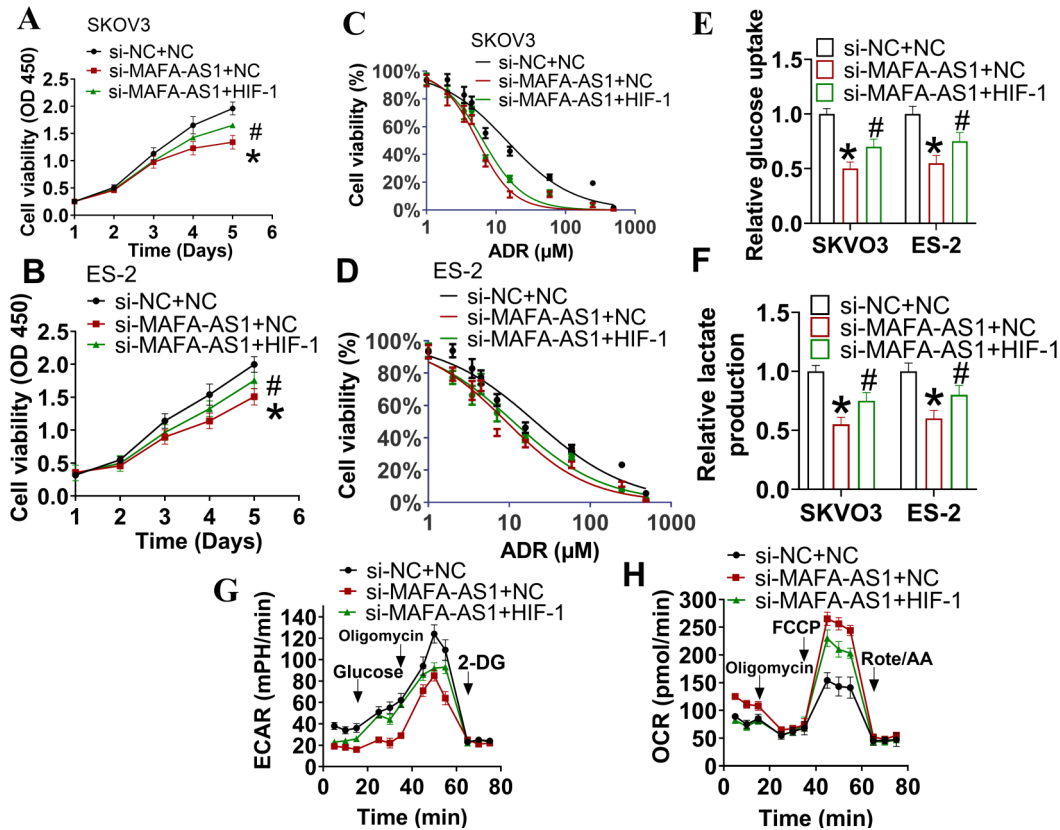 A
SKOV3
si-NC+NC
si-MAFA-AS1+NC
si-MAFA-AS1+HIF-1
Cell viability (OD 450)
2.5
2.0
1.5
1.0
0.5
0.0
1 2 3 4 5 6
Time (Days)
#
*
B
ES-2
si-NC+NC
si-MAFA-AS1+NC
si-MAFA-AS1+HIF-1
Cell viability (OD 450)
2.5
2.0
1.5
1.0
0.5
0.0
1 2 3 4 5 6
Time (Days)
#
*
C
SKOV3
si-NC+NC
si-MAFA-AS1+NC
si-MAFA-AS1+HIF-1
Cell viability (%)
100%
80%
60%
40%
20%
0%
1 10 100 1000
ADR (µM)
D
ES-2
si-NC+NC
si-MAFA-AS1+NC
si-MAFA-AS1+HIF-1
Cell viability (%)
100%
80%
60%
40%
20%
0%
1 10 100 1000
ADR (µM)
E
si-NC+NC
si-MAFA-AS1+NC
si-MAFA-AS1+HIF-1
Relative glucose uptake
1.5
1.0
0.5
0.0
* # * #
SKVO3 ES-2
F
si-NC+NC
si-MAFA-AS1+NC
si-MAFA-AS1+HIF-1
Relative lactate
production
1.5
1.0
0.5
0.0
* # * #
SKVO3 ES-2
G
si-NC+NC
si-MAFA-AS1+NC
si-MAFA-AS1+HIF-1
ECAR (mPH/min)
140
120
100
80
60
40
20
0
Oligomycin
Glucose
2-DG
0 20 40 60 80
Time (min)
H
si-NC+NC
si-MAFA-AS1+NC
si-MAFA-AS1+HIF-1
OCR (pmol/min)
300
250
200
150
100
50
0
FCCP
Oligomycin
Rote/AA
0 20 40 60 80
Time (min)